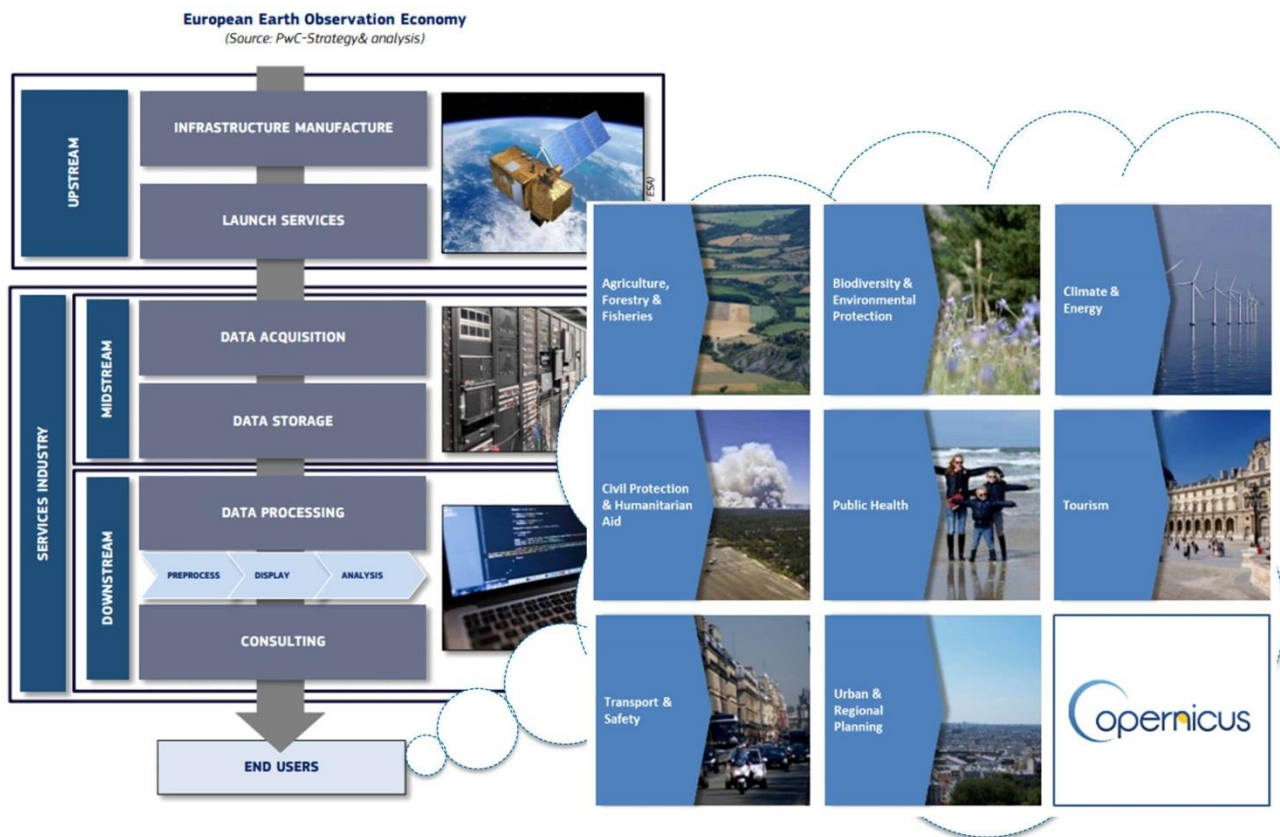 European Earth Observation Economy
(Source: PwC-Strategy& analysis)
UPSTREAM
INFRASTRUCTURE MANUFACTURE
LAUNCH SERVICES
ESA)
SERVICES INDUSTRY
MIDSTREAM
DATA ACQUISITION
DATA STORAGE
DOWNSTREAM
DATA PROCESSING
PREPROCESS
DISPLAY
ANALYSIS
CONSULTING
END USERS
Agriculture,
Forestry &
Fisheries
Biodiversity &
Environmental
Protection
Climate &
Energy
Civil Protection
& Humanitarian
Aid
Public Health
Tourism
Transport &
Safety
Urban &
Regional
Planning
Copernicus